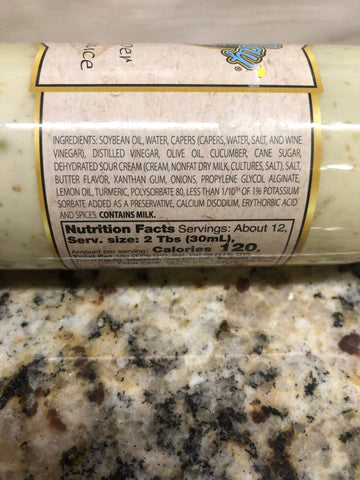 INGREDIENTS: SOYBEAN OIL, WATER, CAPERS (CAPERS, WATER, SALT, AND WINE
VINEGAR), DISTILLED VINEGAR, OLIVE OIL, CUCUMBER, CANE SUGAR,
DEHYDRATED SOUR CREAM (CREAM, NONFAT DRY MILK, CULTURES, SALT), SALT,
BUTTER FLAVOR, XANTHAN GUM, ONIONS, PROPYLENE GLYCOL ALGINATE,
LEMON OIL, TURMERIC, POLYSORBATE 80, LESS THAN 1/10th OF 1% POTASSIUM
SORBATE ADDED AS A PRESERVATIVE, CALCIUM DISODIUM, ERYTHORBIC ACID
AND SPICES. CONTAINS MILK.
Nutrition Facts Servings: About 12,
Serv. size: 2 Tbs (30mL),
Amount per serving: Calories 120,